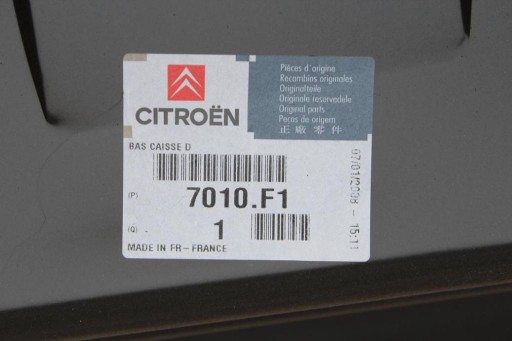 CITROËN
Pièces d'origine
Recambios originales
Originalteile
Originale reservedele
Original parts
Peças de origem
正廠零件
BAS CAISSE D
(P) 7010.F1
(Q) 1
MADE IN FR-FRANCE
07/01/2008 - 15:11